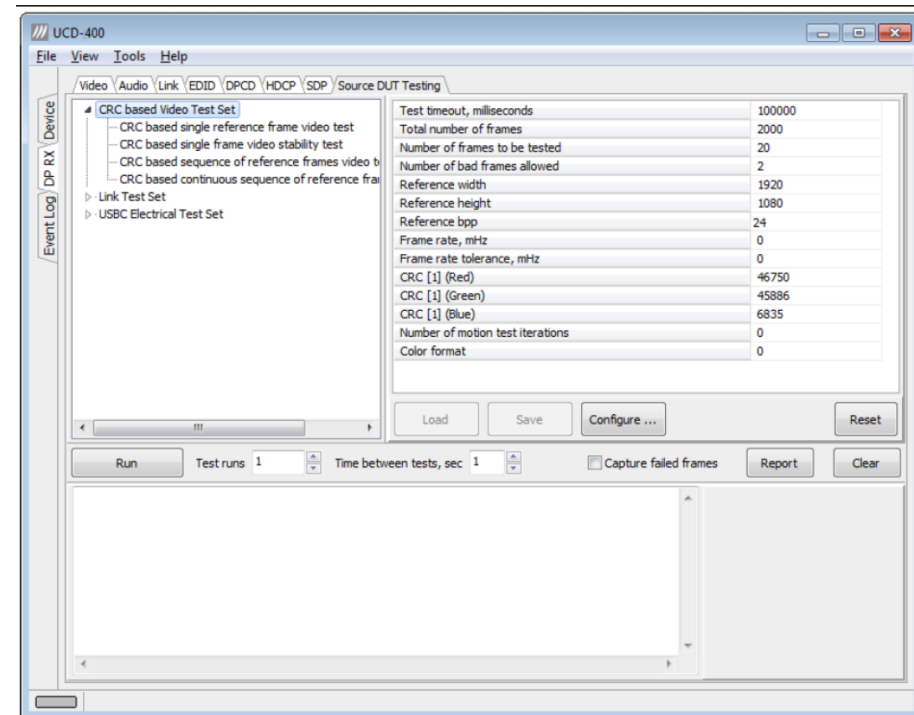 UCD-400
File View Tools Help
Video Audio Link EDID DPCD HDCP SDP Source DUT Testing
Device
DP RX
Event Log
CRC based Video Test Set
CRC based single reference frame video test
CRC based single frame video stability test
CRC based sequence of reference frames video t
CRC based continuous sequence of reference fra
Link Test Set
USBC Electrical Test Set
Test timeout, milliseconds 100000
Total number of frames 2000
Number of frames to be tested 20
Number of bad frames allowed 2
Reference width 1920
Reference height 1080
Reference bpp 24
Frame rate, mHz 0
Frame rate tolerance, mHz 0
CRC [1] (Red) 46750
CRC [1] (Green) 45886
CRC [1] (Blue) 6835
Number of motion test iterations 0
Color format 0
Load Save Configure ... Reset
Run Test runs 1 Time between tests, sec 1 Capture failed frames Report Clear